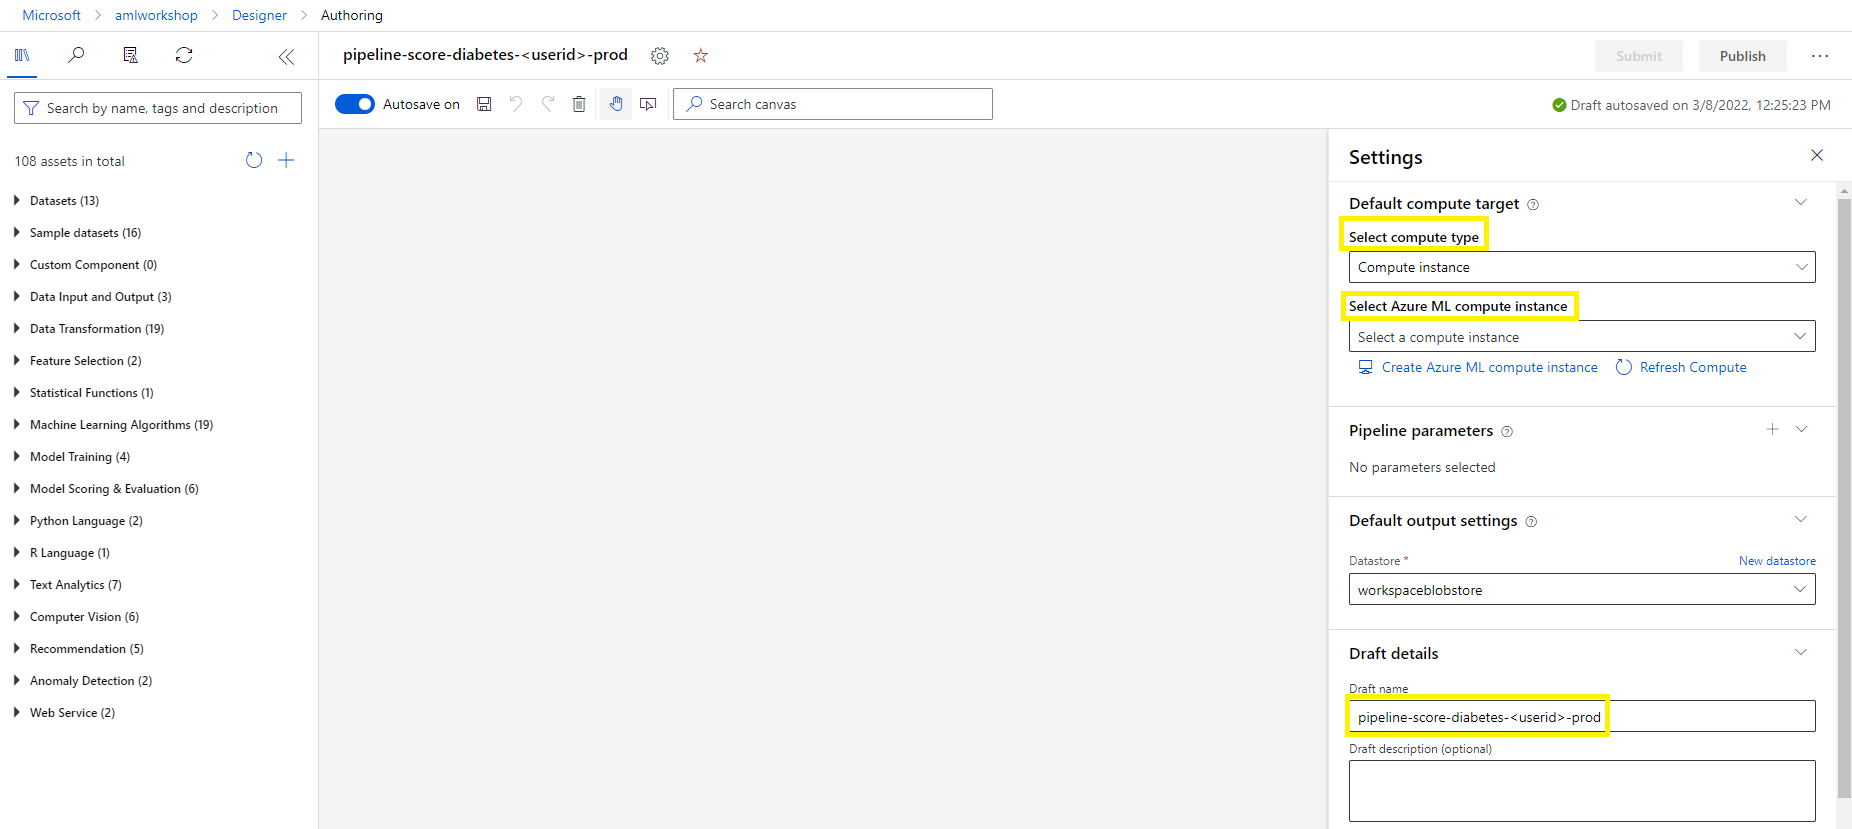 Microsoft > amlworkshop > Designer > Authoring
pipeline-score-diabetes-<userid>-prod
Submit
Publish
Autosave on
Search canvas
Draft autosaved on 3/8/2022, 12:25:23 PM
Search by name, tags and description
108 assets in total
Datasets (13)
Sample datasets (16)
Custom Component (0)
Data Input and Output (3)
Data Transformation (19)
Feature Selection (2)
Statistical Functions (1)
Machine Learning Algorithms (19)
Model Training (4)
Model Scoring & Evaluation (6)
Python Language (2)
R Language (1)
Text Analytics (7)
Computer Vision (6)
Recommendation (5)
Anomaly Detection (2)
Web Service (2)
Settings
Default compute target
Select compute type
Compute instance
Select Azure ML compute instance
Select a compute instance
Create Azure ML compute instance Refresh Compute
Pipeline parameters
No parameters selected
Default output settings
Datastore * New datastore
workspaceblobstore
Draft details
Draft name
pipeline-score-diabetes-<userid>-prod
Draft description (optional)